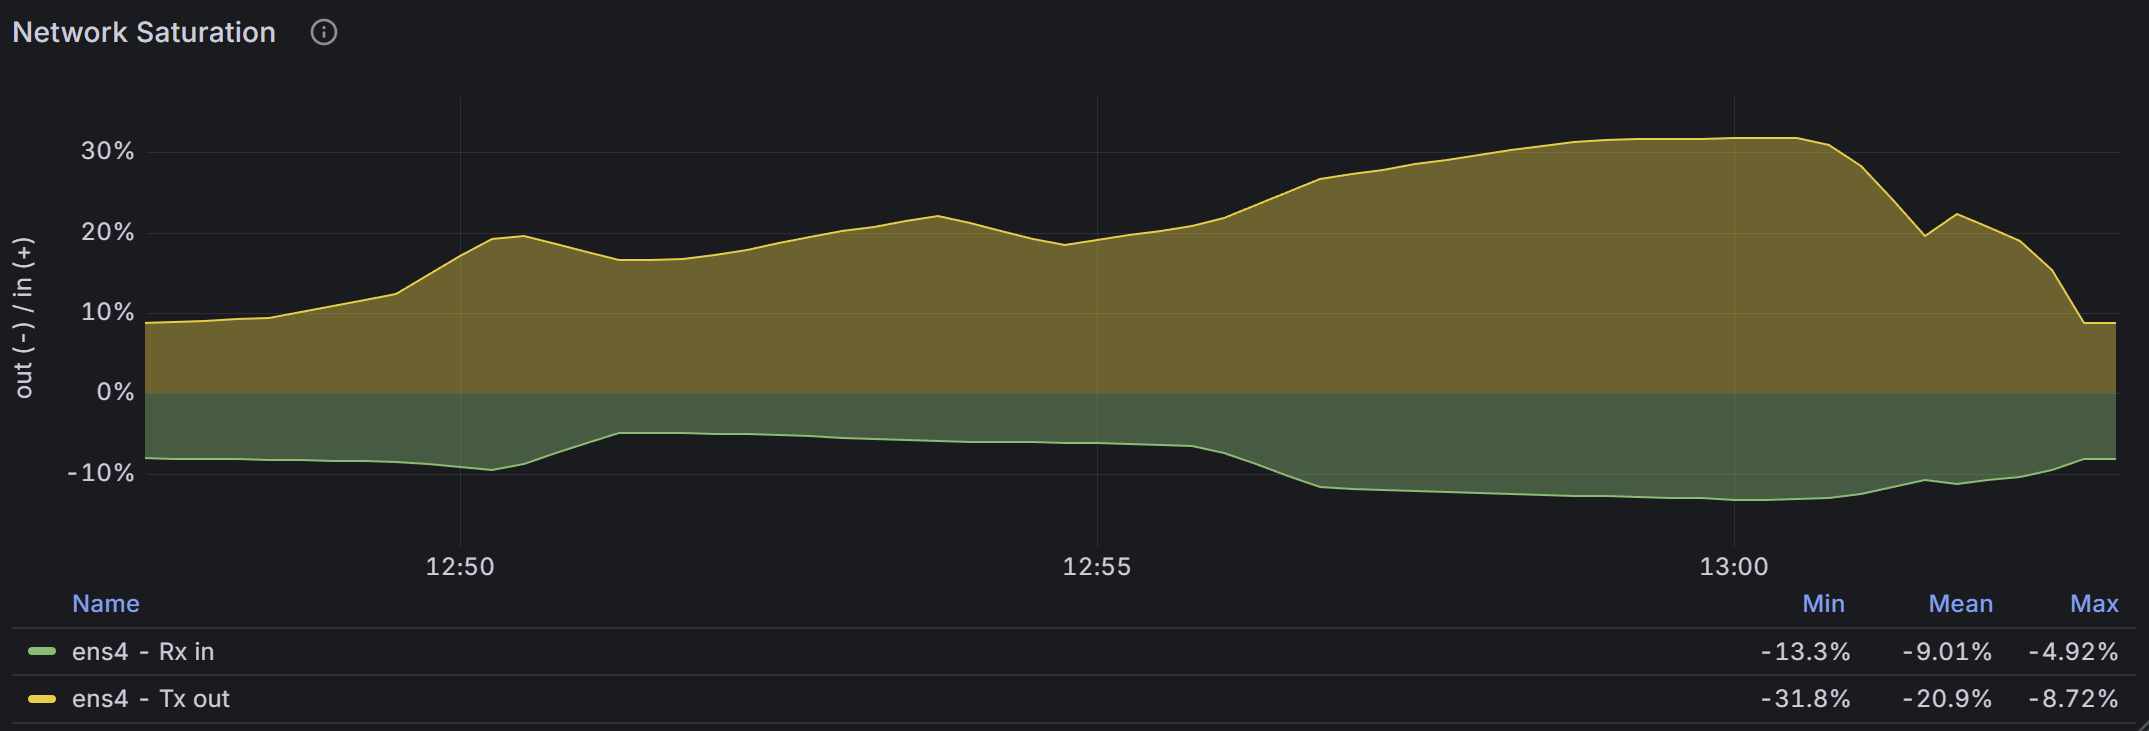 Network Saturation
out (-) / in (+)
30%
20%
10%
0%
-10%
12:50 12:55 13:00
Name Min Mean Max
ens4 - Rx in -13.3% -9.01% -4.92%
ens4 - Tx out -31.8% -20.9% -8.72%